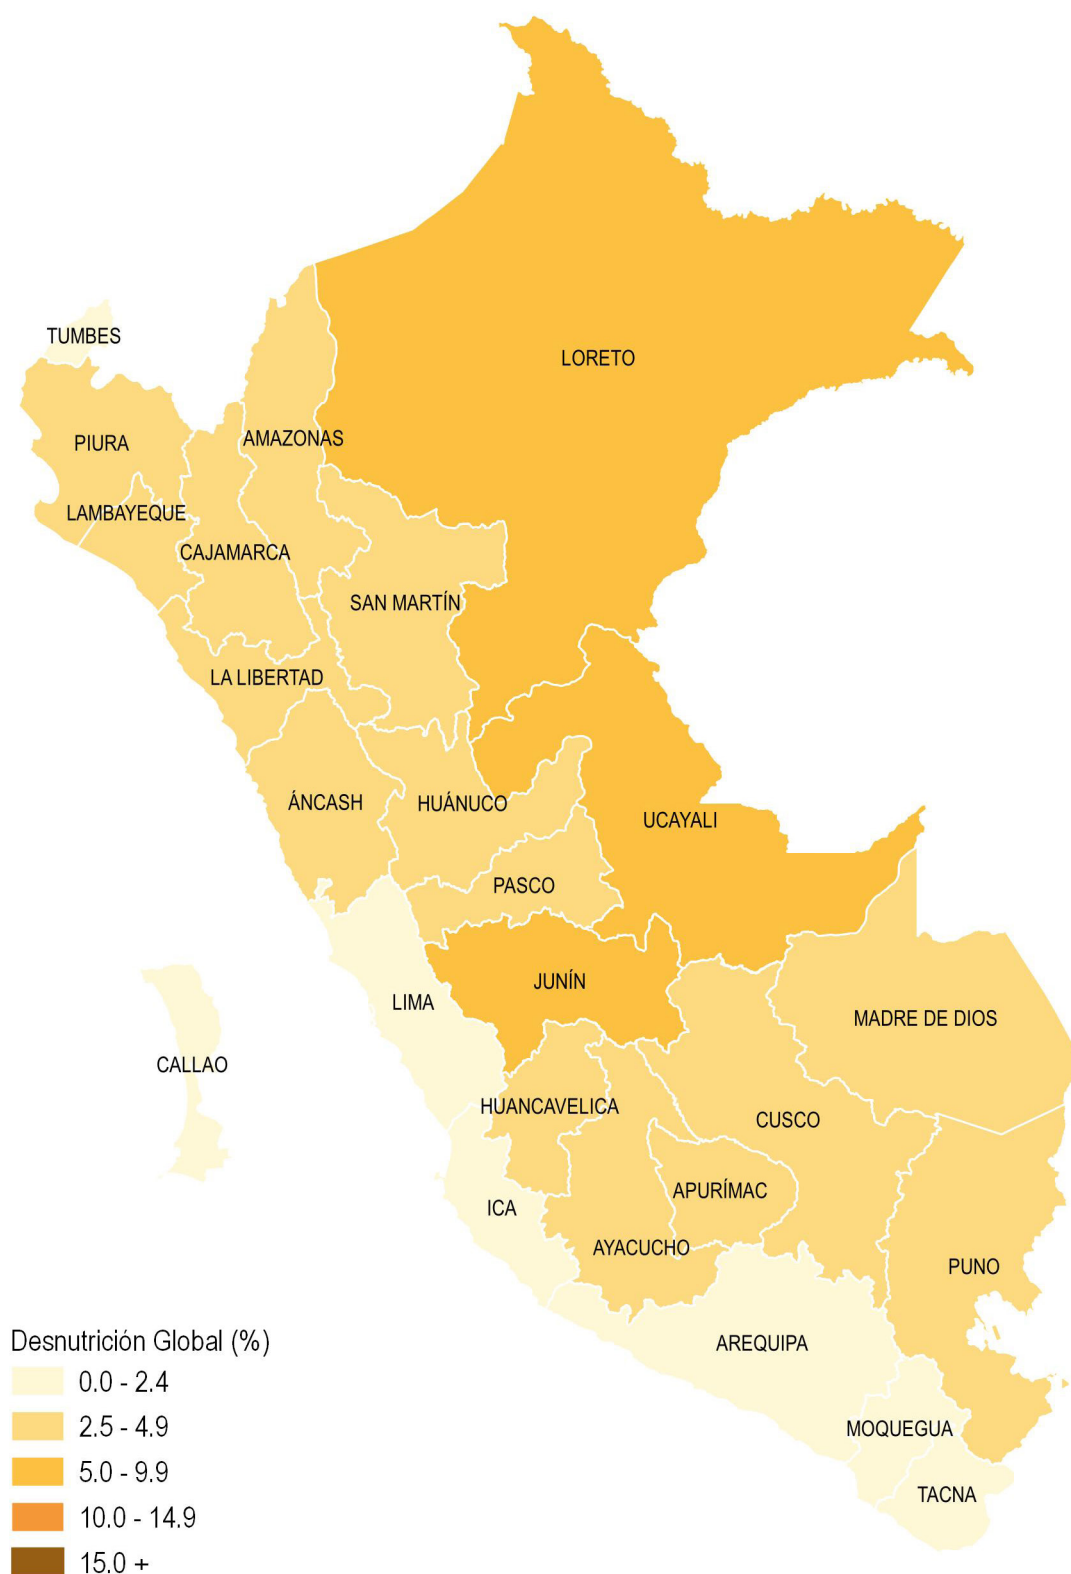 TUMBES
LORETO
PIURA
AMAZONAS
LAMBAYEQUE
CAJAMARCA
SAN MARTÍN
LA LIBERTAD
ÁNCASH
HUÁNUCO
UCAYALI
PASCO
JUNÍN
LIMA
MADRE DE DIOS
CALLAO
HUANCAVELICA
CUSCO
APURÍMAC
ICA
AYACUCHO
PUNO
AREQUIPA
MOQUEGUA
TACNA
Desnutrición Global (%)
0.0 - 2.4
2.5 - 4.9
5.0 - 9.9
10.0 - 14.9
15.0 +